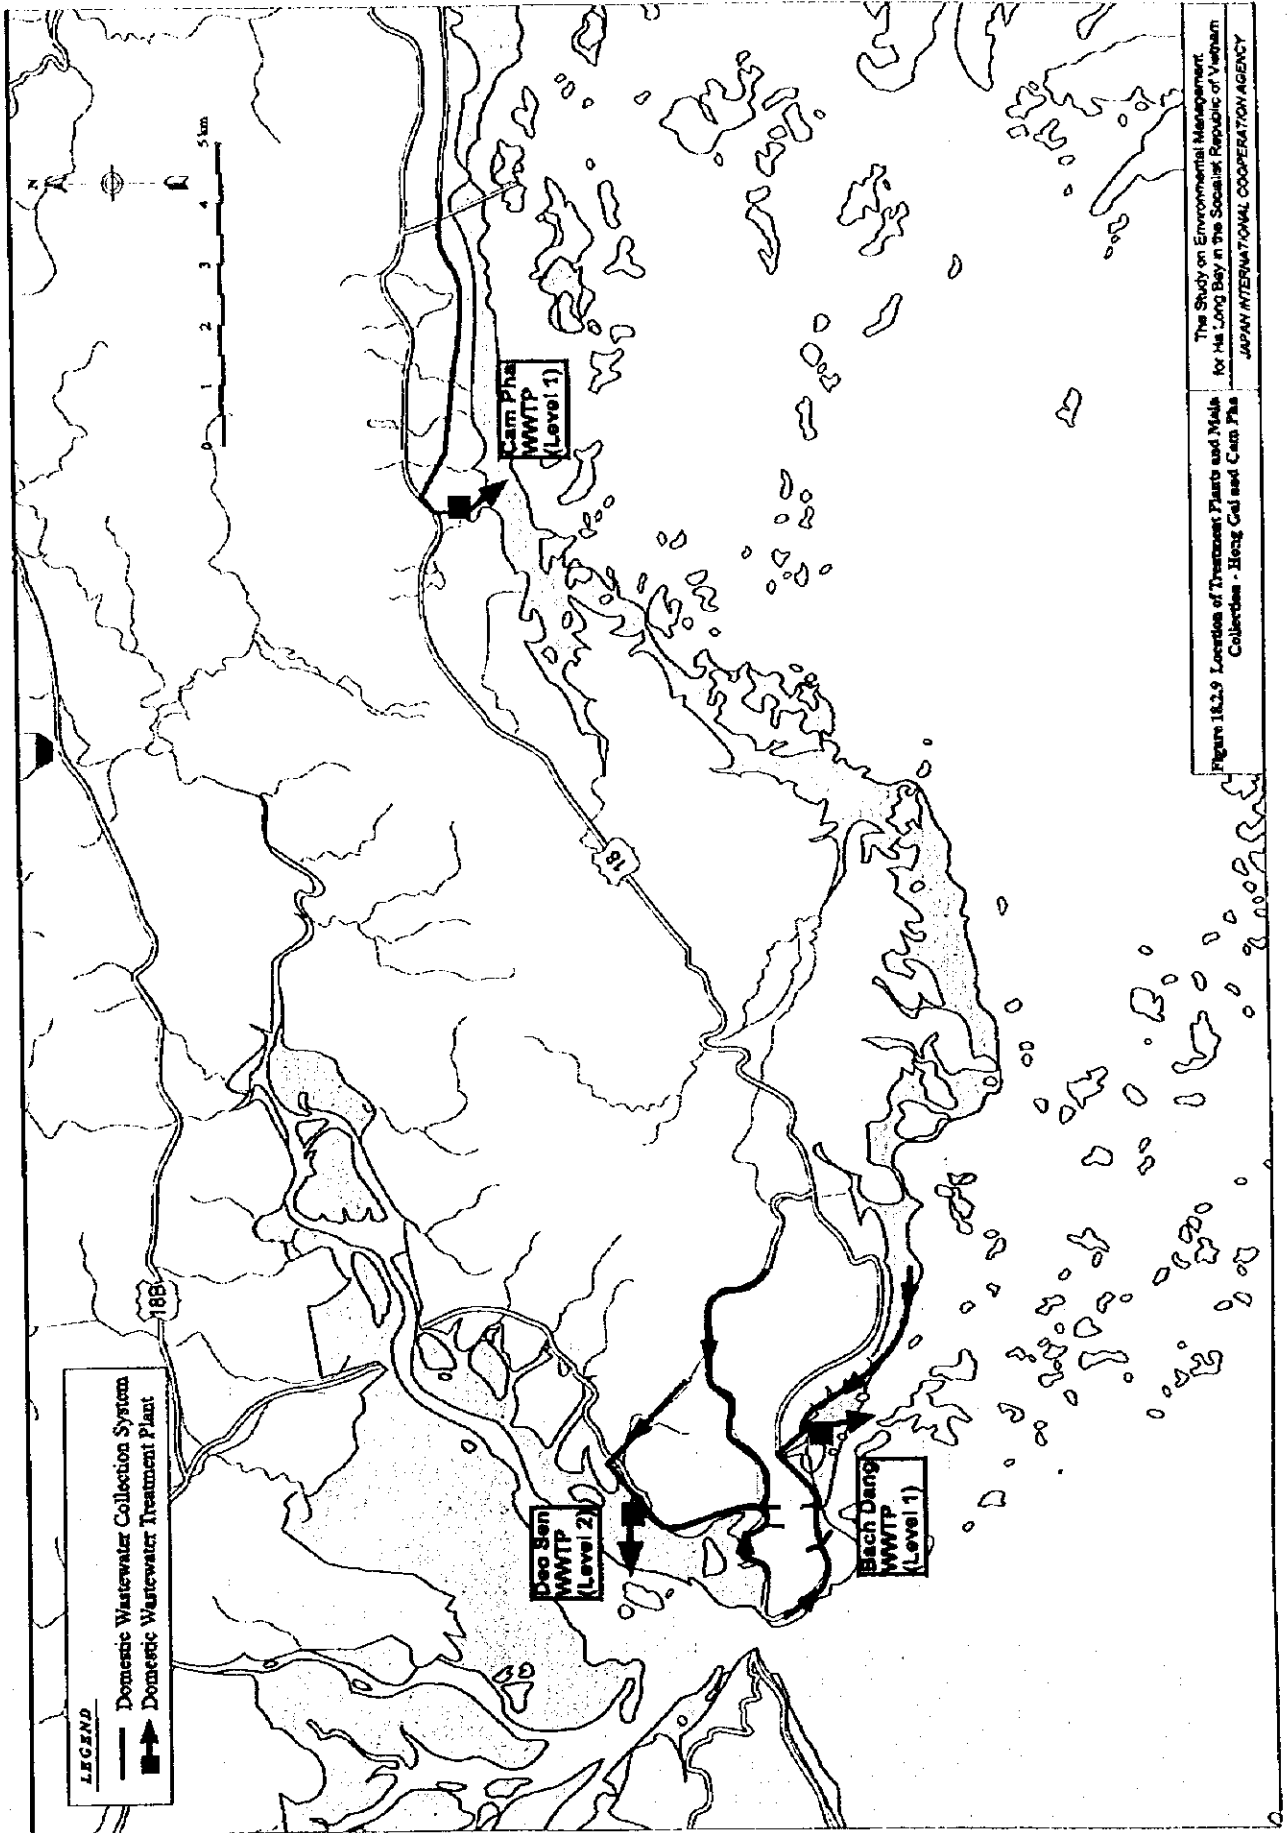 LEGEND
Domestic Wastewater Collection System
Domestic Wastewater Treatment Plant
N
0 1 2 3 4 5 km
18B
18
Cam Pha
WWTP
(Level 1)
Deo Sen
WWTP
(Level 2)
Bach Dang
WWTP
(Level 1)
Figure 18.2.9 Location of Treatment Plants and Main
Collection - Hong Gai and Cam Pha
The Study on Environmental Management
for Ha Long Bay in the Socialist Republic of Vietnam
JAPAN INTERNATIONAL COOPERATION AGENCY